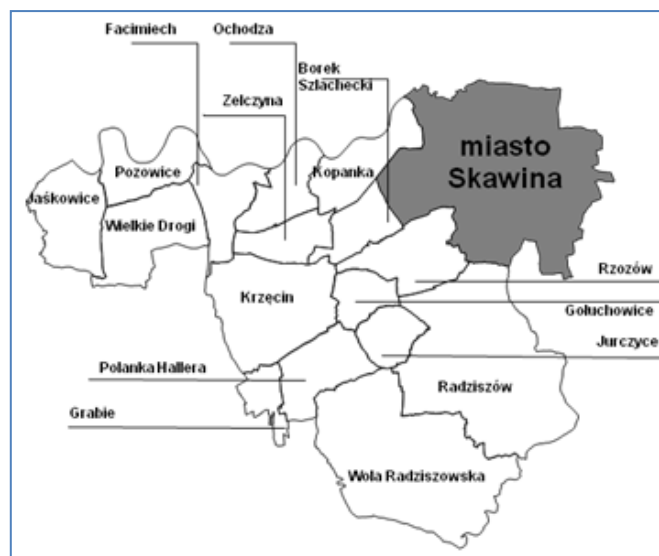 Facimiech
Ochodza
Borek
Szlachecki
Zelczyna
miasto
Skawina
Kopanka
Pozowice
Jaśkowice
Wielkie Drogi
Rzozów
Krzęcin
Gołuchowice
Jurczyce
Polanka Hallera
Radziszów
Grabie
Wola Radziszowska